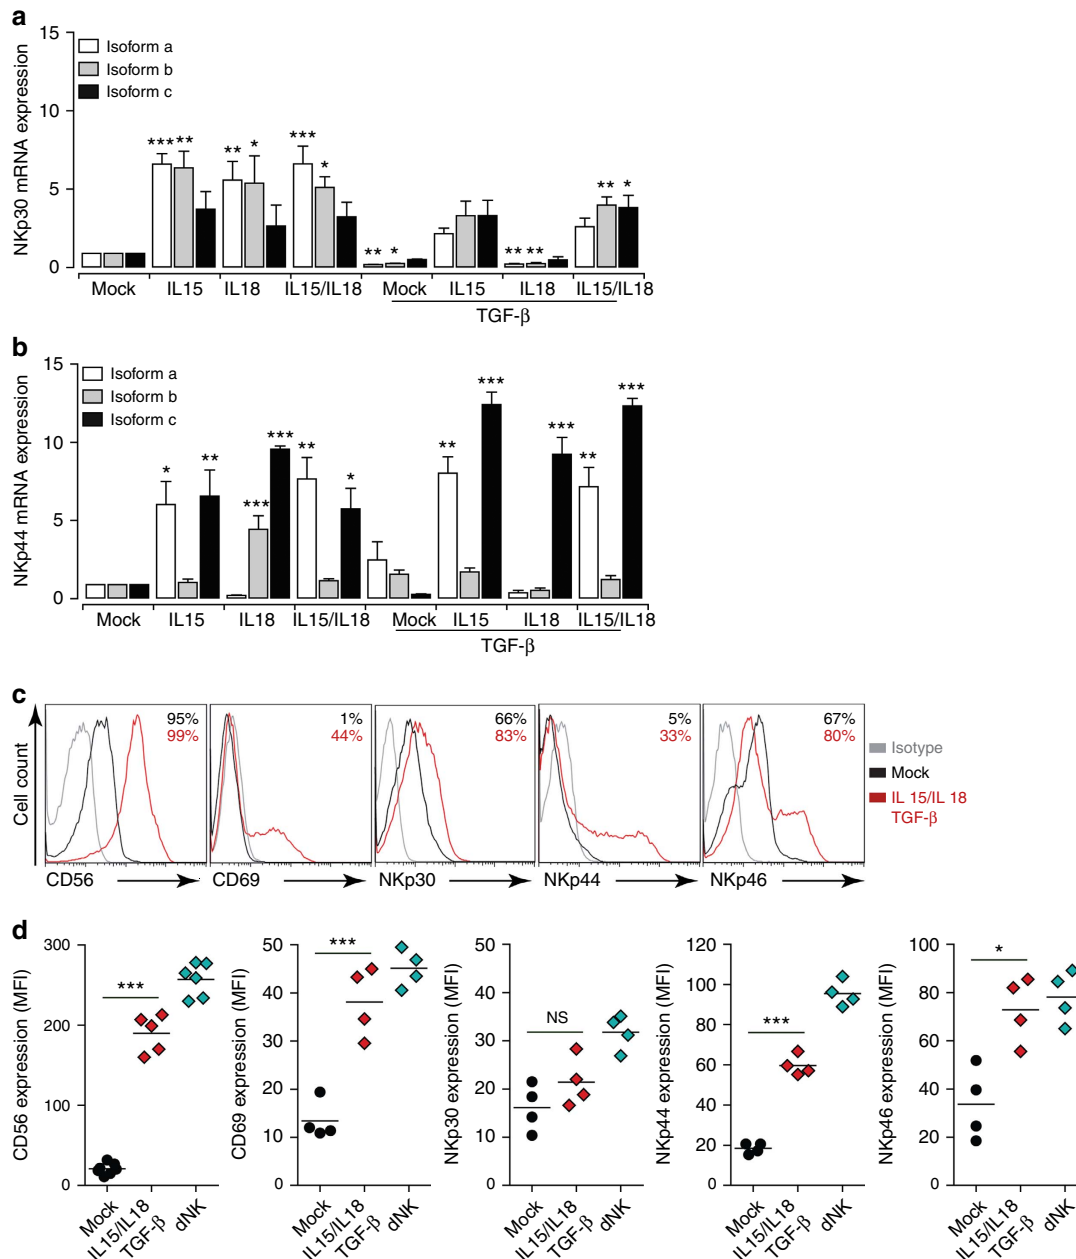 a
NKp30 mRNA expression
15
10
5
0
Isoform a
Isoform b
Isoform c
*** ** ** * *** * ** * ** ** ** *
Mock IL15 IL18 IL15/IL18 Mock IL15 IL18 IL15/IL18
TGF-β
b
NKp44 mRNA expression
15
10
5
0
Isoform a
Isoform b
Isoform c
* ** *** *** ** * ** *** *** ** ***
Mock IL15 IL18 IL15/IL18 Mock IL15 IL18 IL15/IL18
TGF-β
c
Cell count
95%
99%
CD56
1%
44%
CD69
66%
83%
NKp30
5%
33%
NKp44
67%
80%
NKp46
Isotype
Mock
IL 15/IL 18
TGF-β
d
CD56 expression (MFI)
300
200
100
0
***
Mock
IL15/IL18
TGF-β
dNK
CD69 expression (MFI)
50
40
30
20
10
0
***
Mock
IL15/IL18
TGF-β
dNK
NKp30 expression (MFI)
50
40
30
20
10
0
NS
Mock
IL15/IL18
TGF-β
dNK
NKp44 expression (MFI)
120
100
80
60
40
20
0
***
Mock
IL15/IL18
TGF-β
dNK
NKp46 expression (MFI)
100
80
60
40
20
0
*
Mock
IL15/IL18
TGF-β
dNK